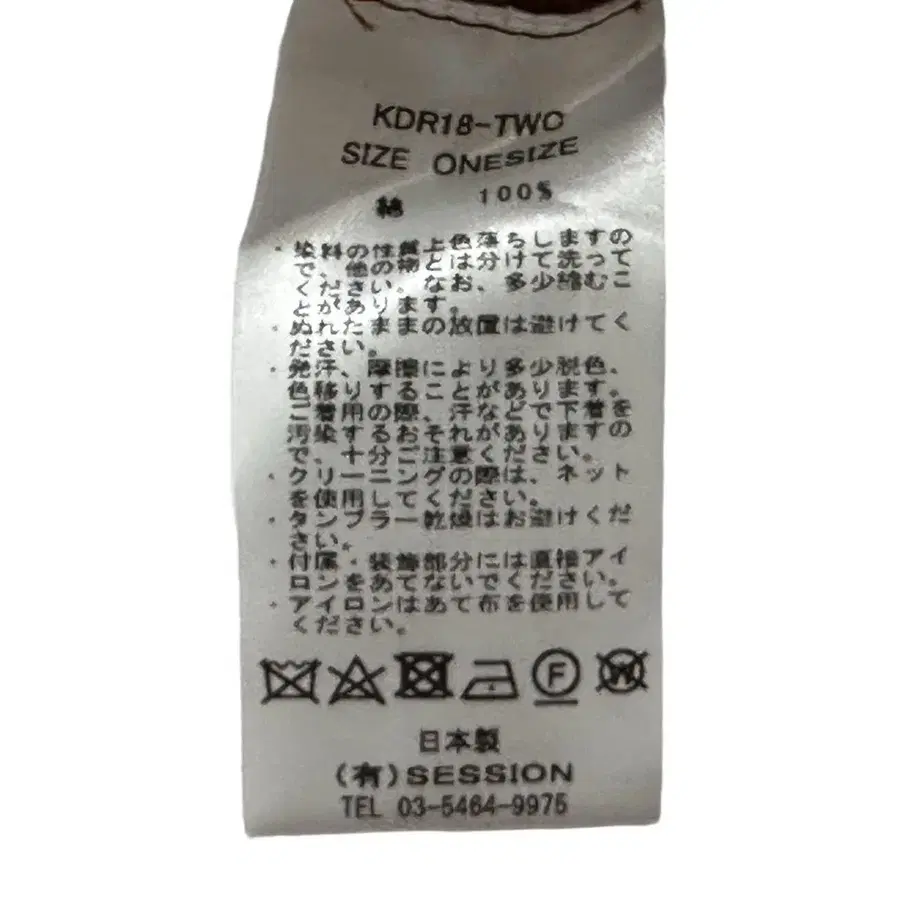 KDR18-TWO
SIZE ONESIZE
綿 100%
・染料の性質上色落ちしますの
で、他の物とは分けて洗って
ください。なお、多少縮むこ
とがあります。
・ぬれたままの放置は避けてく
ださい。
・発汗、摩擦により多少脱色、
色移りすることがあります。
ご着用の際、汗などで下着を
汚染するおそれがありますの
で、十分ご注意ください。
・クリーニングの際は、ネット
を使用してください。
・タンブラー乾燥はお避けくだ
さい。
・付属・装飾部分には直接アイ
ロンをあてないでください。
・アイロンはあて布を使用して
ください。
F W
日本製
(有)SESSION
TEL 03-5464-9975